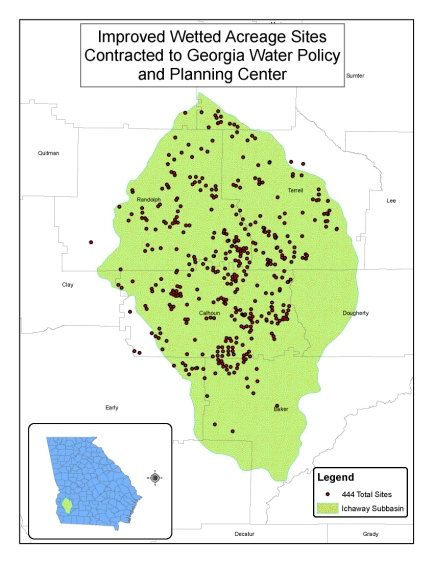 Improved Wetted Acreage Sites
Contracted to Georgia Water Policy
and Planning Center
Sumter
Quitman
Terrell
Randolph
Lee
Clay
Calhoun
Dougherty
Early
Baker
Legend
444 Total Sites
Ichaway Subbasin
Decatur
Grady